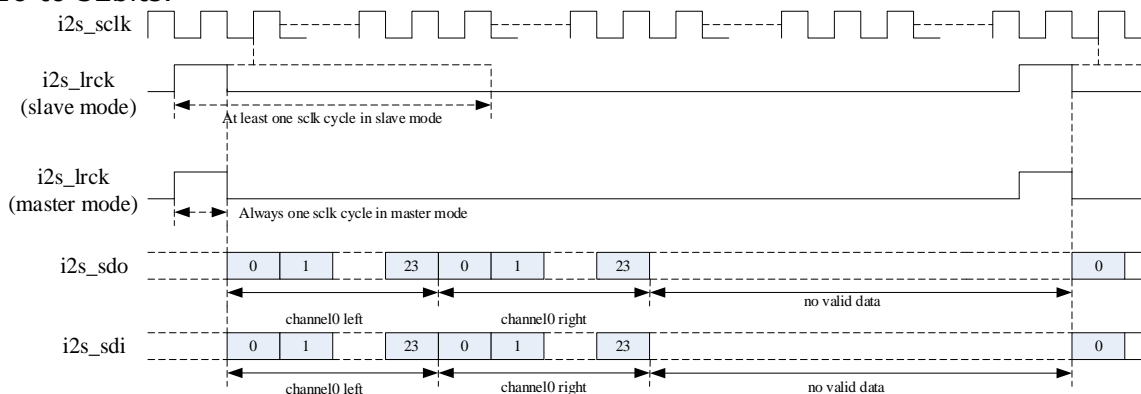 i2s_sclk
i2s_lrck
(slave mode)
At least one sclk cycle in slave mode
i2s_lrck
(master mode)
Always one sclk cycle in master mode
i2s_sdo
0 1 23 0 1 23 0
channel0 left channel0 right no valid data
i2s_sdi
0 1 23 0 1 23 0
channel0 left channel0 right no valid data